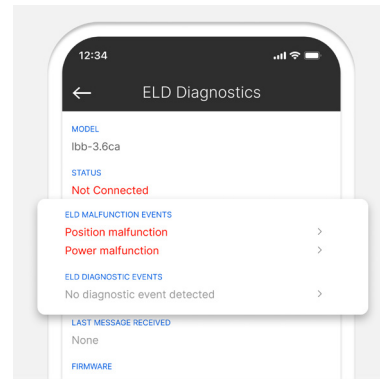 12:34
ELD Diagnostics
MODEL
lbb-3.6ca
STATUS
Not Connected
ELD MALFUNCTION EVENTS
Position malfunction
Power malfunction
ELD DIAGNOSTIC EVENTS
No diagnostic event detected
LAST MESSAGE RECEIVED
None
FIRMWARE